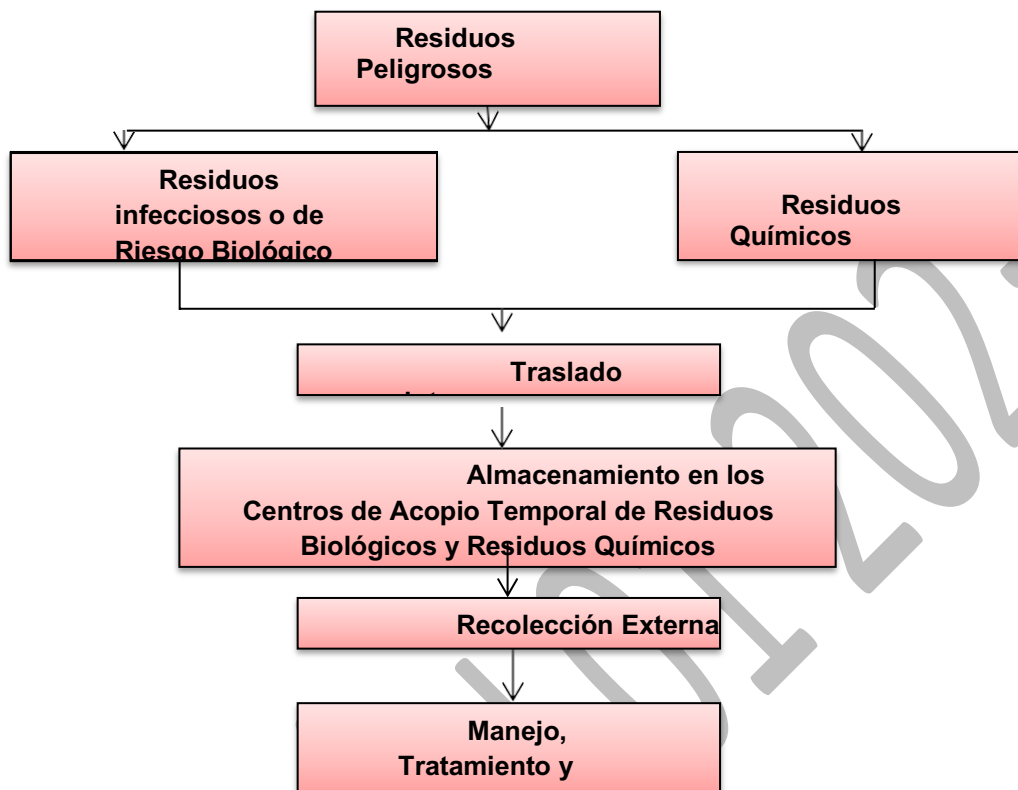 Residuos
Peligrosos
Residuos
infecciosos o de
Riesgo Biológico
Residuos
Químicos
Traslado
Almacenamiento en los
Centros de Acopio Temporal de Residuos
Biológicos y Residuos Químicos
Recolección Externa
Manejo,
Tratamiento y